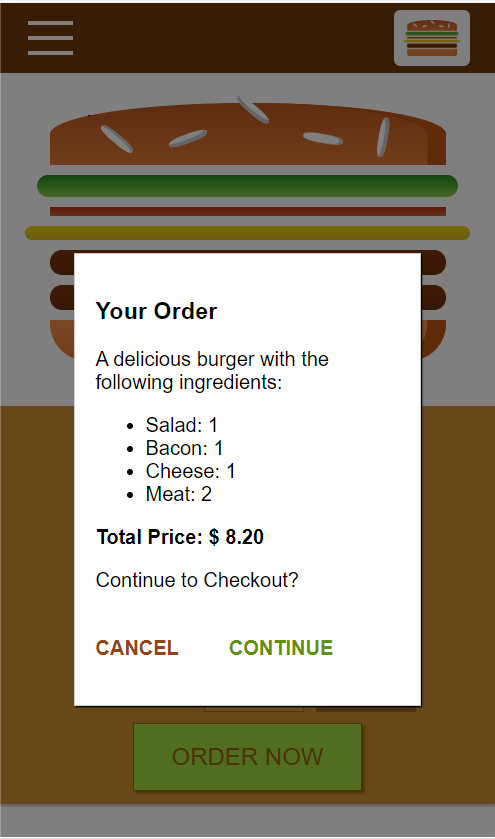 Your Order
A delicious burger with the
following ingredients:
Salad: 1
Bacon: 1
Cheese: 1
Meat: 2
Total Price: $ 8.20
Continue to Checkout?
CANCEL CONTINUE
ORDER NOW